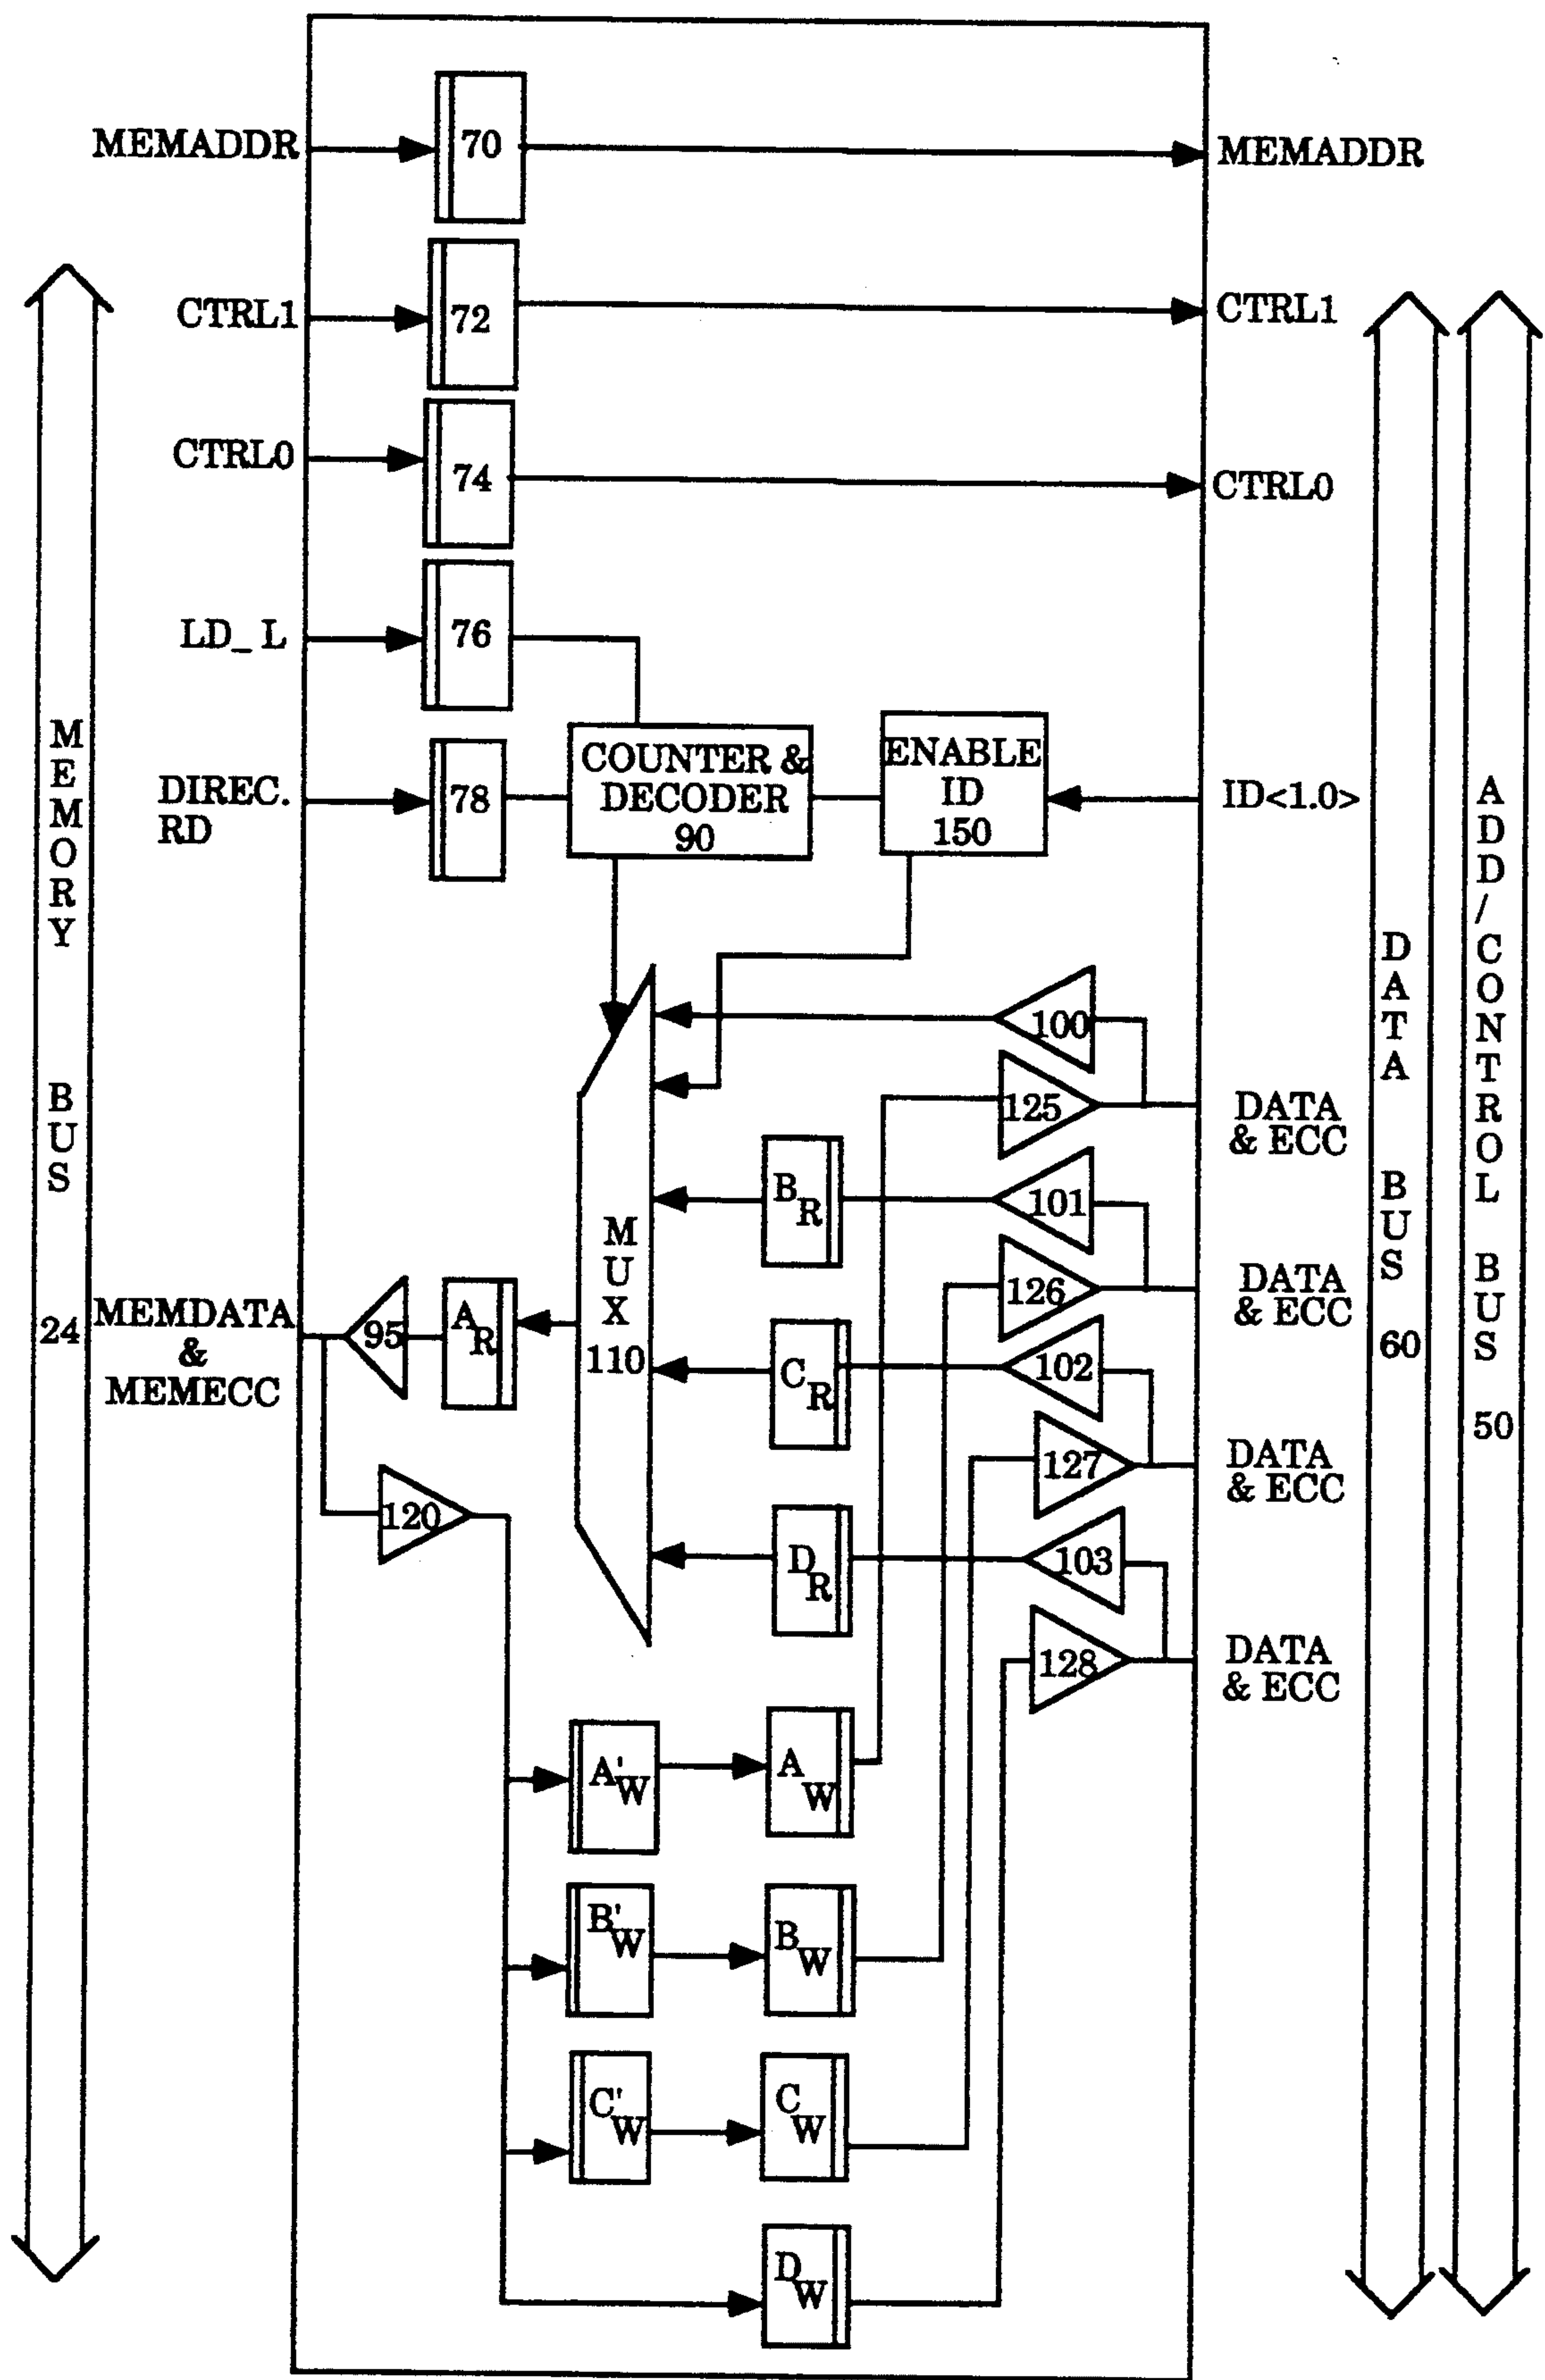 MEMADDR
70
MEMADDR
CTRL1
72
CTRL1
CTRL0
74
CTRL0
LD_ L
76
DIREC.
RD
78
COUNTER &
DECODER
90
ENABLE
ID
150
ID<1.0>
MEMORY BUS
24
DATA BUS
60
ADD/CONTROL BUS
50
100
125
DATA
& ECC
BR
101
126
DATA
& ECC
MUX
110
MEMDATA
&
MEMECC
95
AR
CR
102
127
DATA
& ECC
120
DR
103
128
DATA
& ECC
A'W
AW
B'W
BW
C'W
CW
DW